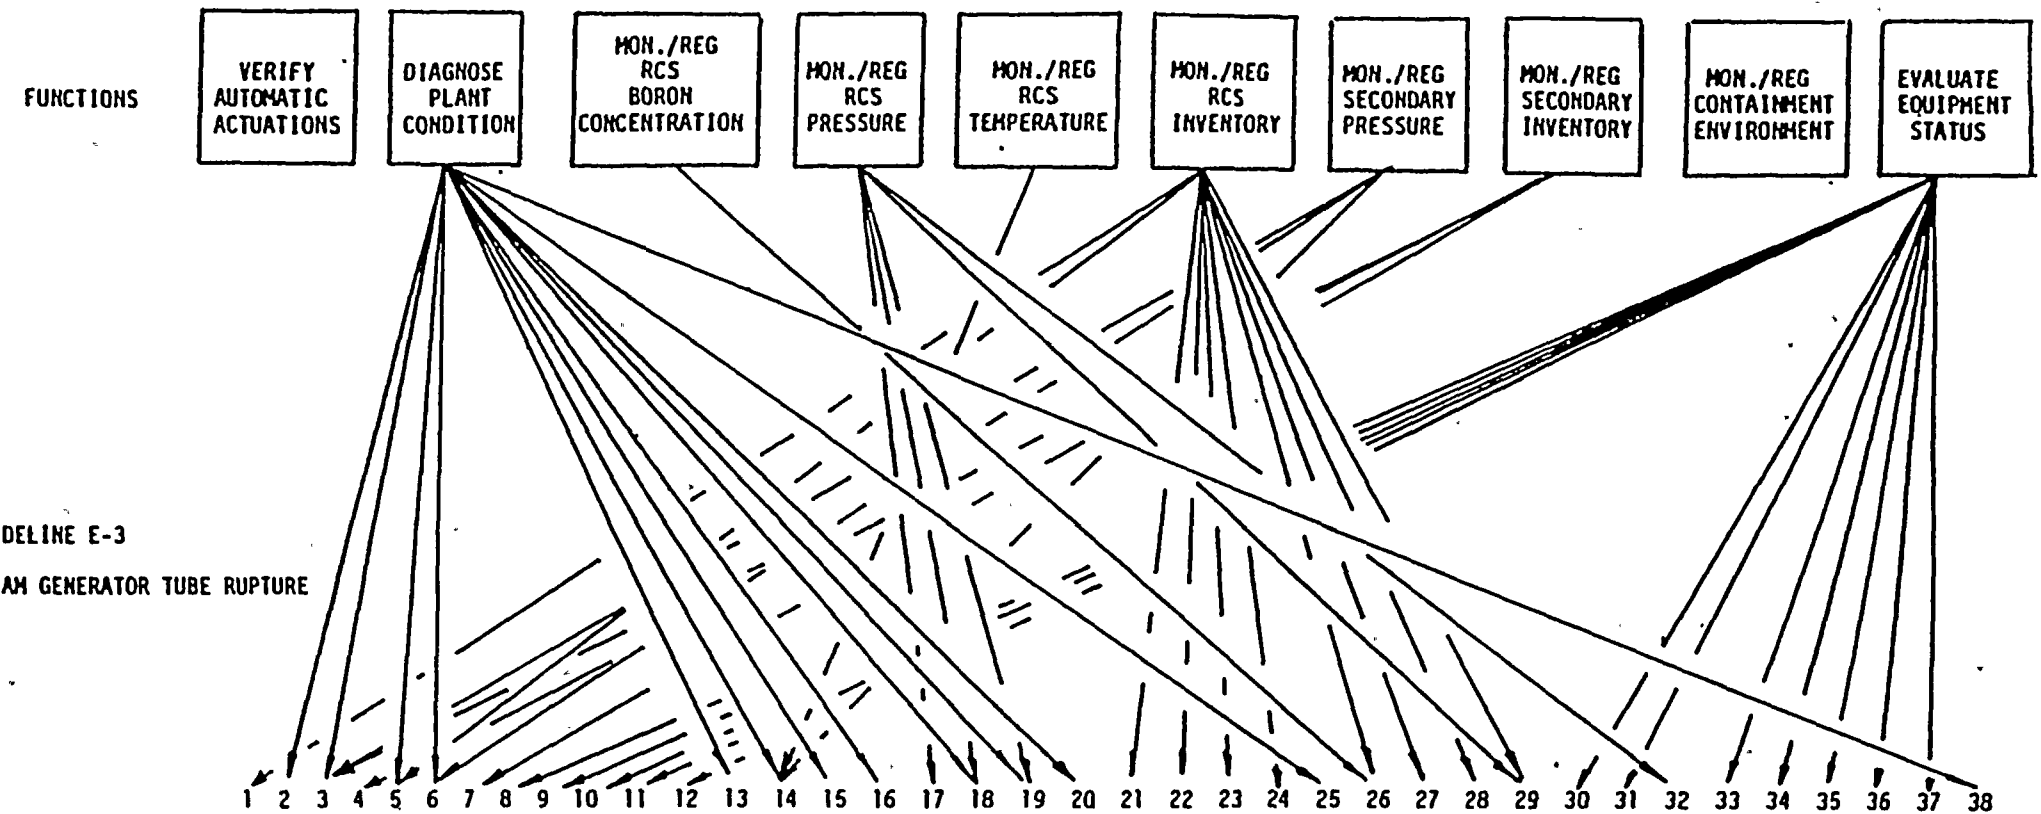 FUNCTIONS
VERIFY
AUTOMATIC
ACTUATIONS
DIAGNOSE
PLANT
CONDITION
MON./REG
RCS
BORON
CONCENTRATION
MON./REG
RCS
PRESSURE
MON./REG
RCS
TEMPERATURE
MON./REG
RCS
INVENTORY
MON./REG
SECONDARY
PRESSURE
MON./REG
SECONDARY
INVENTORY
MON./REG
CONTAINMENT
ENVIRONMENT
EVALUATE
EQUIPMENT
STATUS
DELINE E-3
AM GENERATOR TUBE RUPTURE
1 2 3 4 5 6 7 8 9 10 11 12 13 14 15 16 17 18 19 20 21 22 23 24 25 26 27 28 29 30 31 32 33 34 35 36 37 38